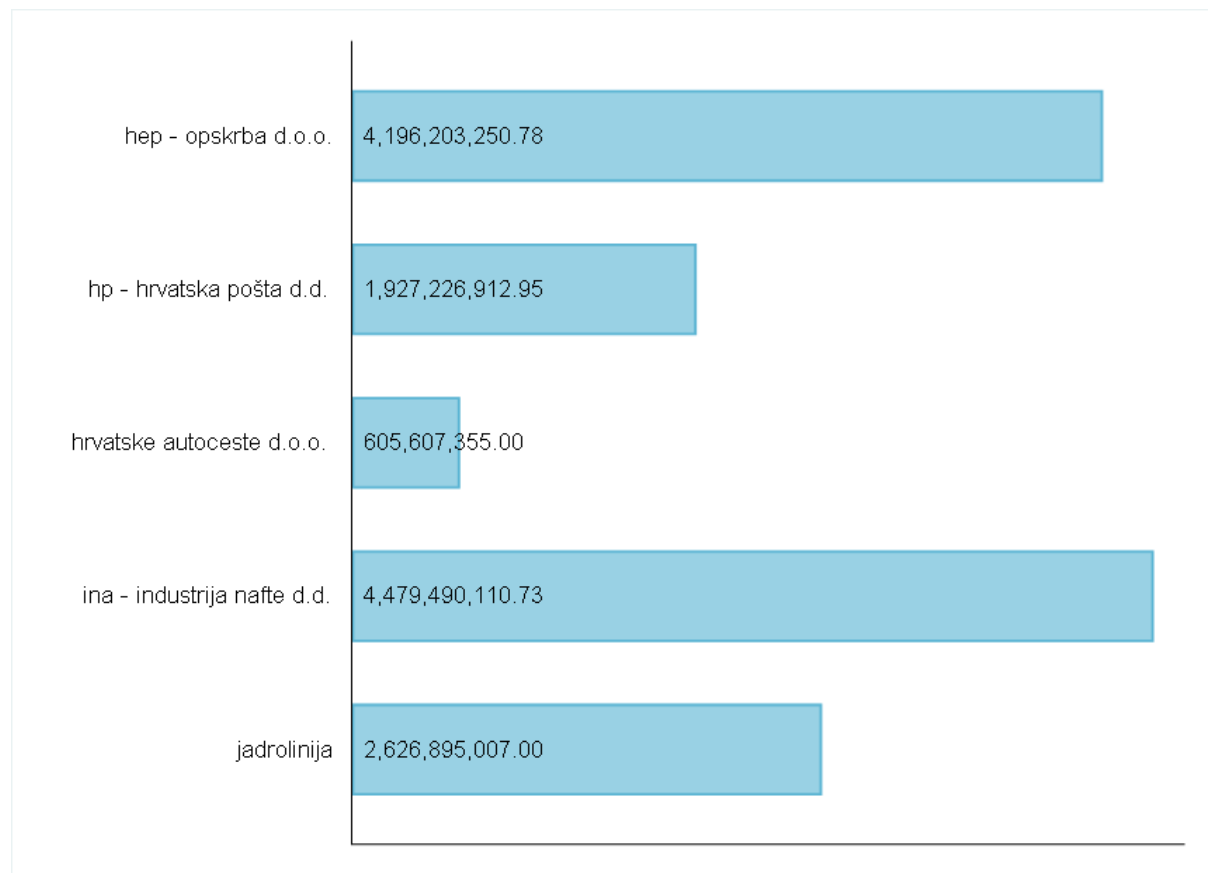 hep - opskrba d.o.o. 4,196,203,250.78
hp - hrvatska pošta d.d. 1,927,226,912.95
hrvatske autoceste d.o.o. 605,607,355.00
ina - industrija nafte d.d. 4,479,490,110.73
jadrolinija 2,626,895,007.00